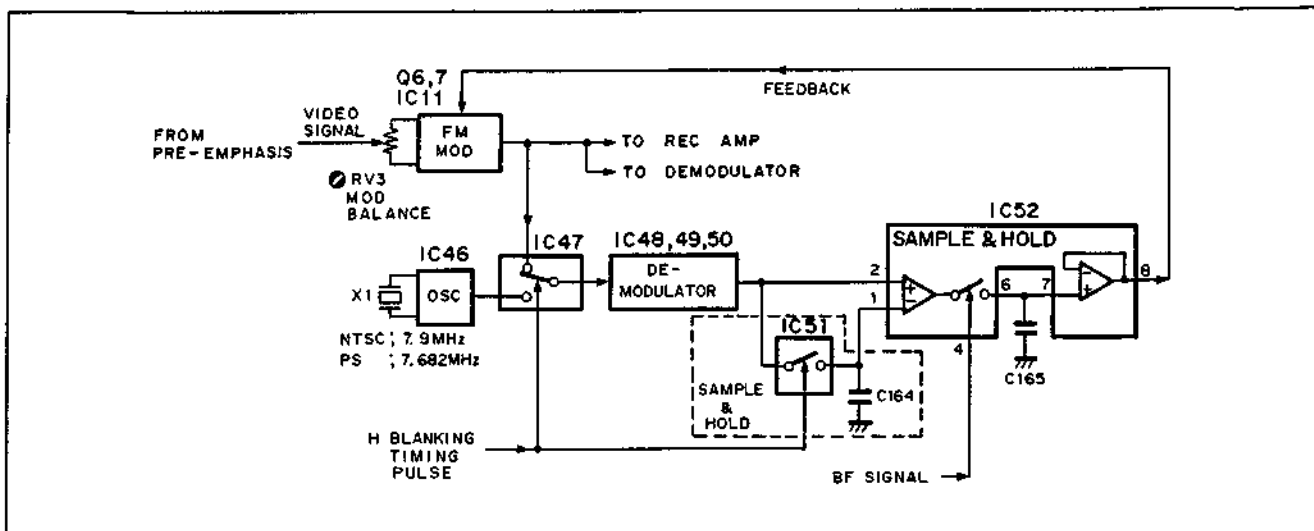 Q6,7
IC11
FEEDBACK
VIDEO
SIGNAL
FROM
PRE-EMPHASIS
FM
MOD
TO REC AMP
TO DEMODULATOR
RV3
MOD
BALANCE
IC46
IC47
IC48,49,50
IC52
SAMPLE & HOLD
X1
OSC
DE-
MODULATOR
2
1
6
7
8
4
NTSC; 7.9MHz
PS ; 7.682MHz
IC51
SAMPLE
&
HOLD
C164
C165
H BLANKING
TIMING
PULSE
BF SIGNAL
+
-
-
+